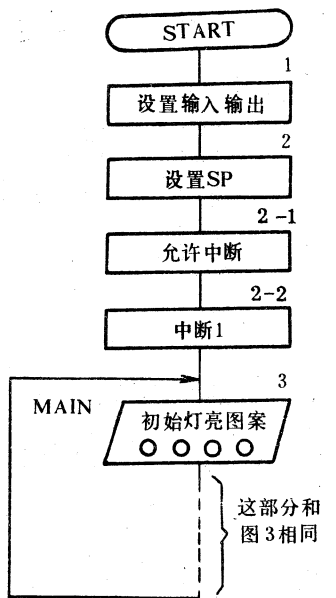 START
1
设置输入输出
2
设置SP
2-1
允许中断
2-2
中断1
3
MAIN
初始灯亮图案
这部分和
图3相同